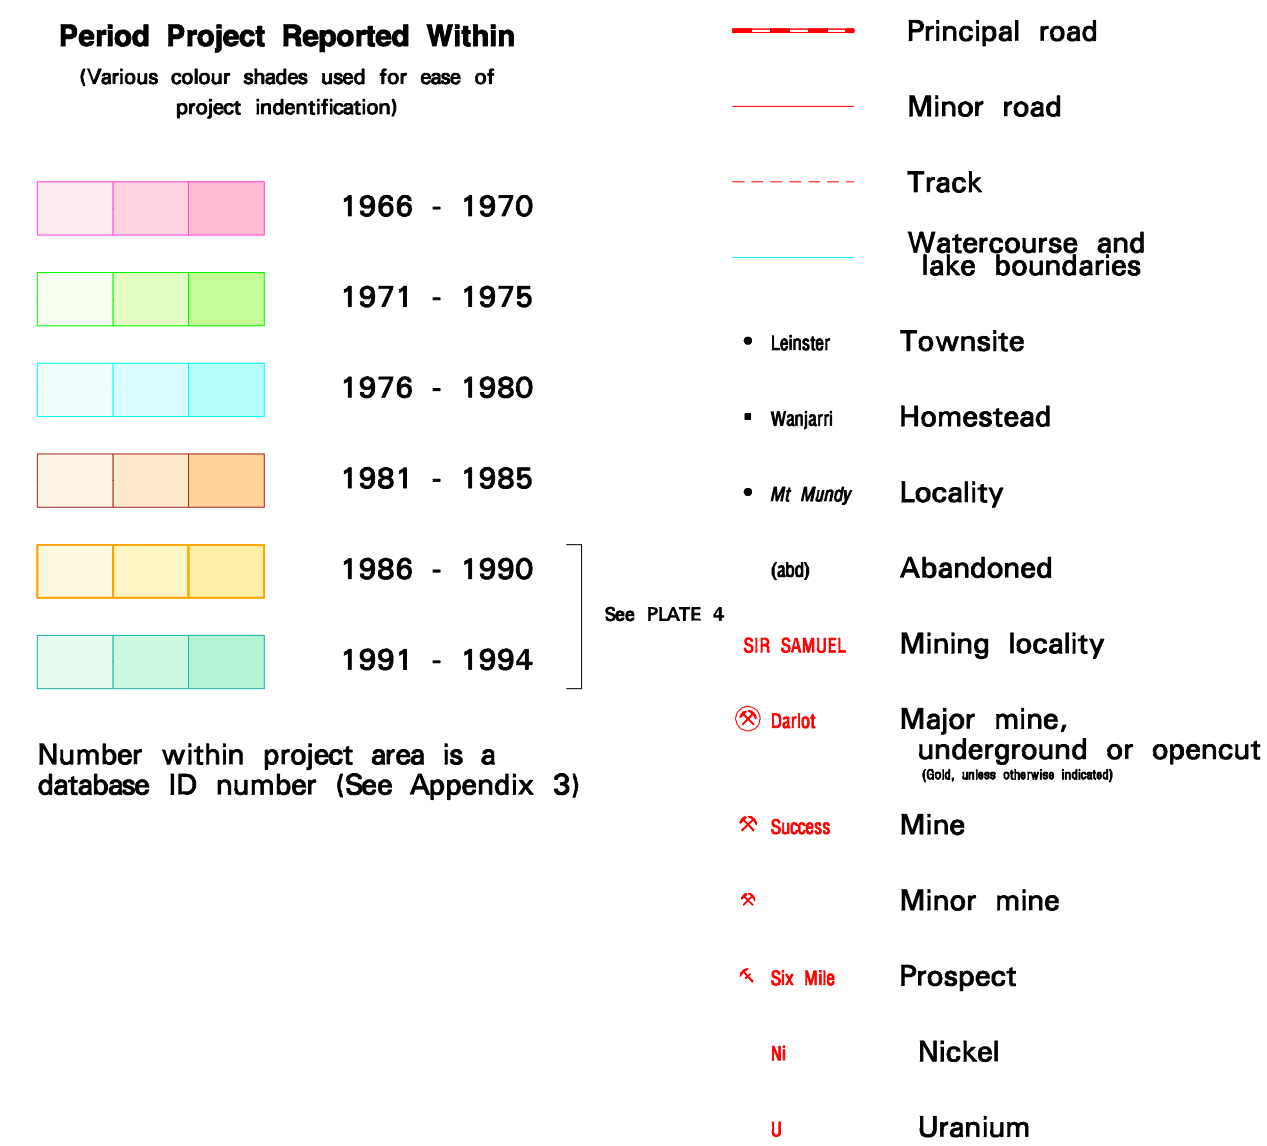 Period Project Reported Within
(Various colour shades used for ease of
project indentification)
1966 - 1970
1971 - 1975
1976 - 1980
1981 - 1985
1986 - 1990
1991 - 1994
See PLATE 4
Number within project area is a
database ID number (See Appendix 3)
Principal road
Minor road
Track
Watercourse and
lake boundaries
Leinster Townsite
Wanjarri Homestead
Mt Mundy Locality
(abd) Abandoned
SIR SAMUEL Mining locality
Darlot Major mine,
underground or opencut
(Gold, unless otherwise indicated)
Success Mine
Minor mine
Six Mile Prospect
Ni Nickel
U Uranium